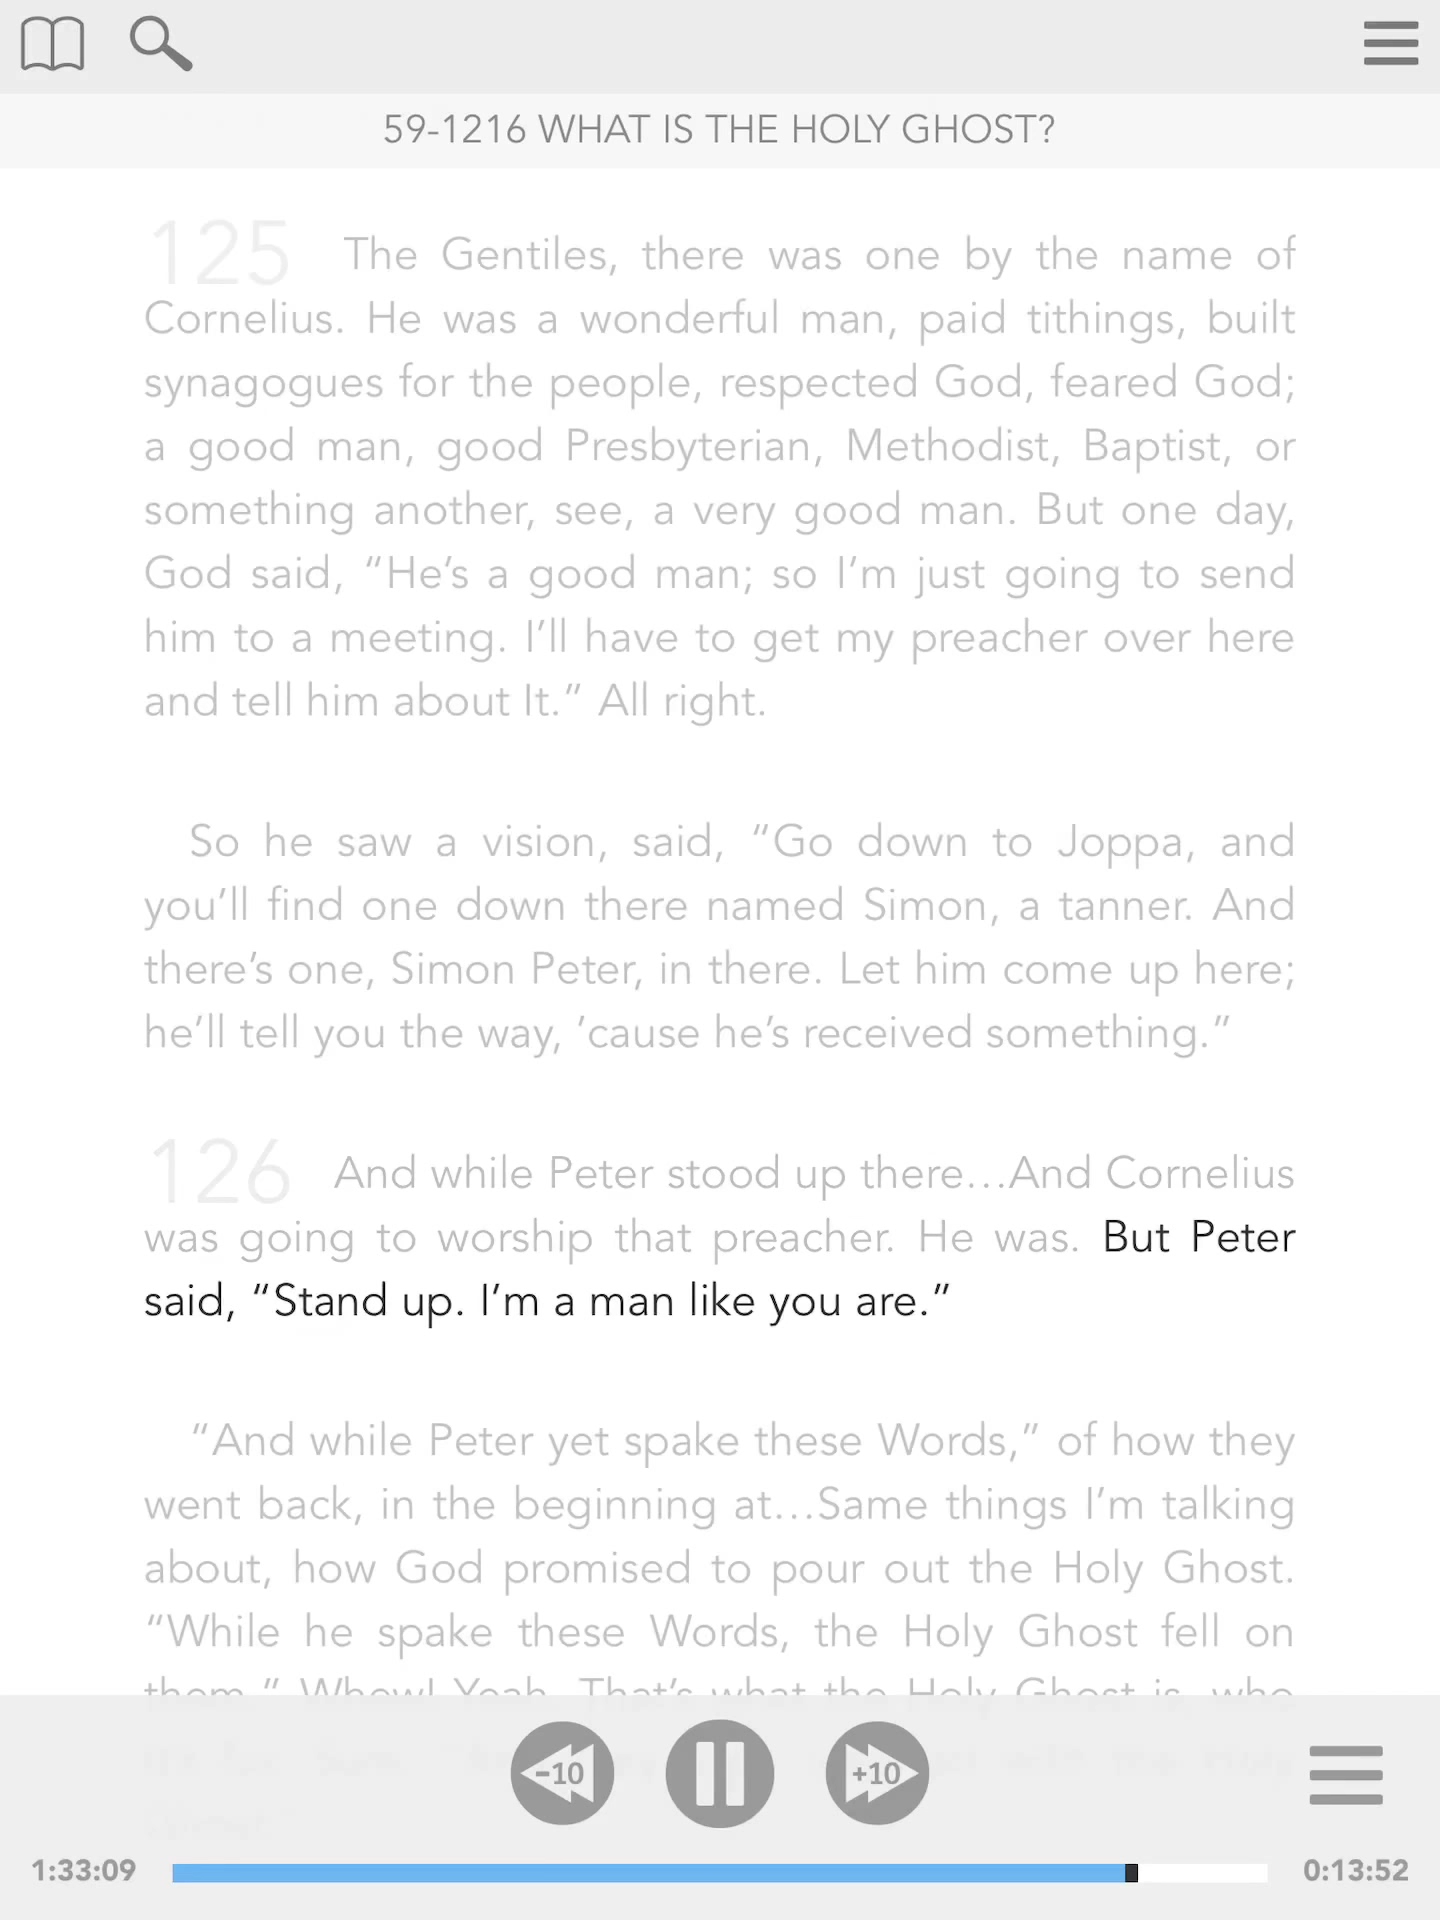 59-1216 WHAT IS THE HOLY GHOST?
125 The Gentiles, there was one by the name of
Cornelius. He was a wonderful man, paid tithings, built
synagogues for the people, respected God, feared God;
a good man, good Presbyterian, Methodist, Baptist, or
something another, see, a very good man. But one day,
God said, “He’s a good man; so I’m just going to send
him to a meeting. I’ll have to get my preacher over here
and tell him about It.” All right.
So he saw a vision, said, “Go down to Joppa, and
you’ll find one down there named Simon, a tanner. And
there’s one, Simon Peter, in there. Let him come up here;
he’ll tell you the way, ’cause he’s received something.”
126 And while Peter stood up there…And Cornelius
was going to worship that preacher. He was. But Peter
said, “Stand up. I’m a man like you are.”
“And while Peter yet spake these Words,” of how they
went back, in the beginning at…Same things I’m talking
about, how God promised to pour out the Holy Ghost.
“While he spake these Words, the Holy Ghost fell on
them.” Whew! Yeah. That’s what the Holy Ghost is, who
-10 +10
1:33:09 0:13:52